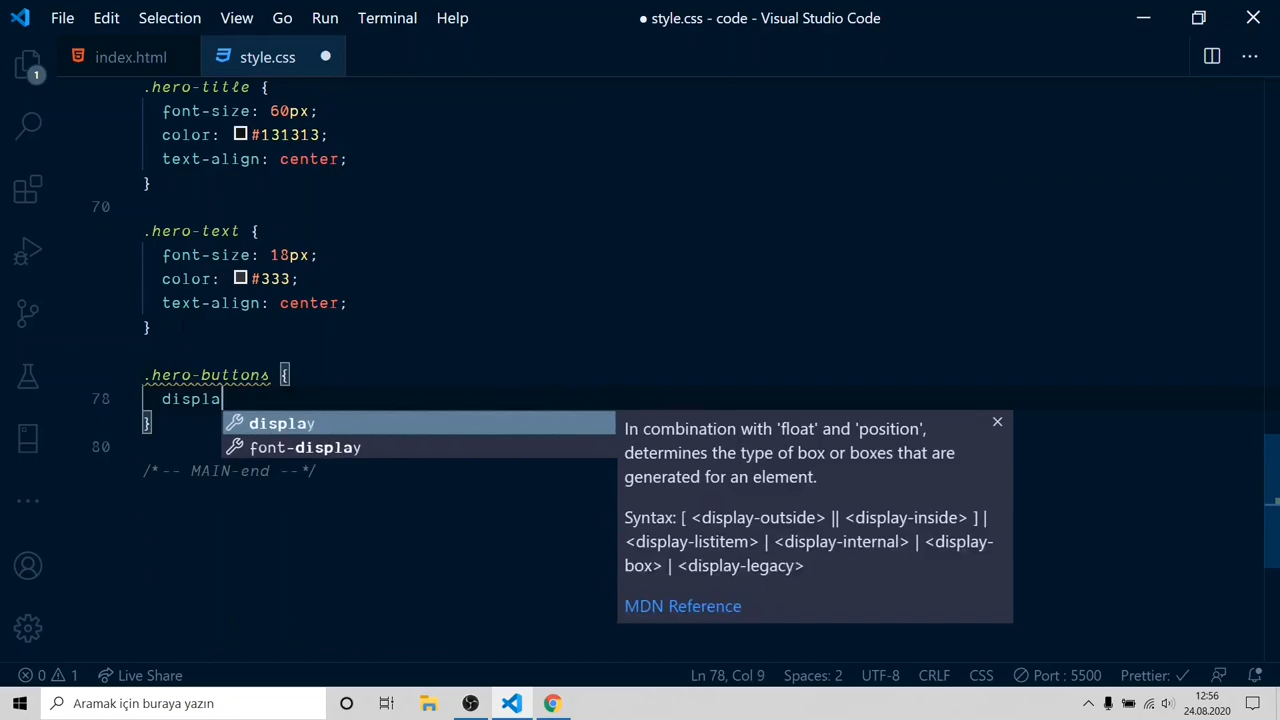 File Edit Selection View Go Run Terminal Help ● style.css - code - Visual Studio Code
index.html style.css
.hero-title {
font-size: 60px;
color: #131313;
text-align: center;
}
70
.hero-text {
font-size: 18px;
color: #333;
text-align: center;
}
.hero-buttons {
78 displa
display
font-display
}
80
/*-- MAIN-end --*/
In combination with 'float' and 'position',
determines the type of box or boxes that are
generated for an element.
Syntax: [ <display-outside> || <display-inside> ] |
<display-listitem> | <display-internal> | <display-
box> | <display-legacy>
MDN Reference
1
0 1 Live Share Ln 78, Col 9 Spaces: 2 UTF-8 CRLF CSS Port : 5500 Prettier: ✓
Aramak için buraya yazın
12:56
24.08.2020